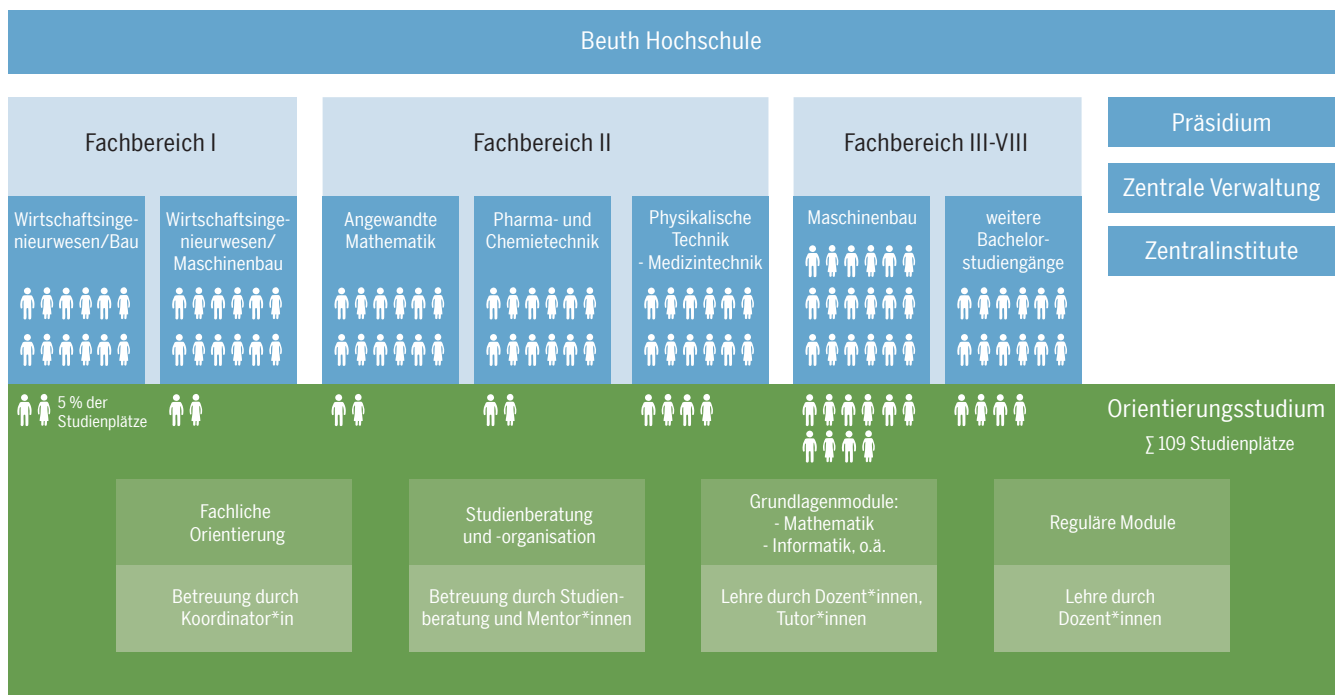 Beuth Hochschule
Fachbereich I
Fachbereich II
Fachbereich III-VIII
Präsidium
Zentrale Verwaltung
Zentralinstitute
Wirtschaftsinge-
nieurwesen/Bau
Wirtschaftsinge-
nieurwesen/
Maschinenbau
Angewandte
Mathematik
Pharma- und
Chemietechnik
Physikalische
Technik
- Medizintechnik
Maschinenbau
weitere
Bachelor-
studiengänge
5 % der
Studienplätze
Orientierungsstudium
∑ 109 Studienplätze
Fachliche
Orientierung
Betreuung durch
Koordinator*in
Studienberatung
und -organisation
Betreuung durch Studien-
beratung und Mentor*innen
Grundlagenmodule:
- Mathematik
- Informatik, o.ä.
Lehre durch Dozent*innen,
Tutor*innen
Reguläre Module
Lehre durch
Dozent*innen